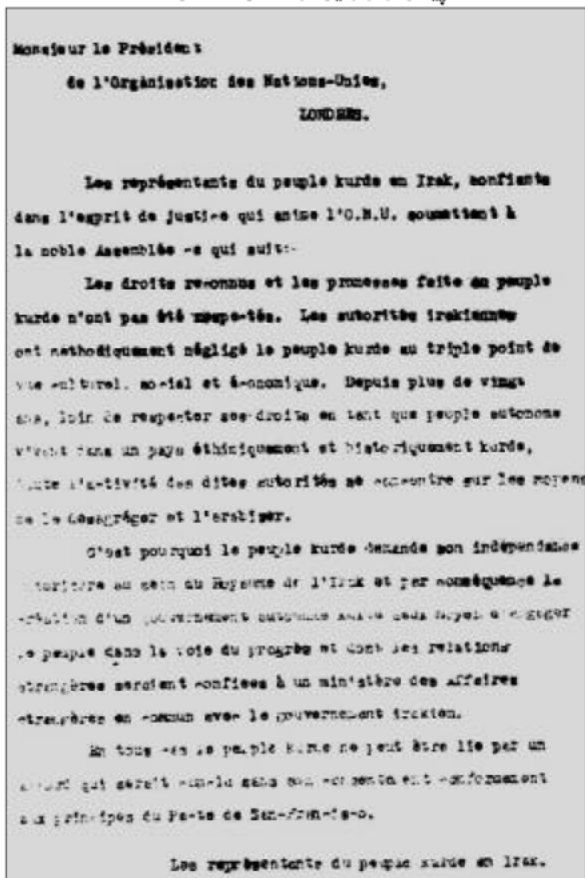 Monsieur le Président
de l'Organisation des Nations-Unies,
LONDRES.
Les représentants du peuple kurde en Irak, confiants
dans l'esprit de justice qui anime l'O.N.U. soumettent à
la noble Assemblée ce qui suit:-
Les droits reconnus et les promesses faite au peuple
kurde n'ont pas été respectés. Les autorités irakiennes
ont méthodiquement négligé le peuple kurde au triple point de
vue culturel, social et économique. Depuis plus de vingt
ans, loin de respecter ses droits en tant que peuple autonome
vivant dans un pays éthiniquement et historiquement kurde,
toute l'activité des dites autorités se concentre sur les moyens
de le désagréger et l'arabiser.
C'est pourquoi le peuple kurde demande son indépendance
au sein du Royaume de l'Irak et par conséquence la
création d'un gouvernement autonome kurde seul moyen d'engager
le peuple dans la voie du progrès et dont les relations
étrangères seraient confiées à un ministère des Affaires
étrangères en commun avec le gouvernement irakien.
En tous cas le peuple kurde ne peut être lié par un
accord qui serait conclu sans son consentement conformément
aux principes du Pacte de San-Francisco.
Les représentants du peuple kurde en Irak.